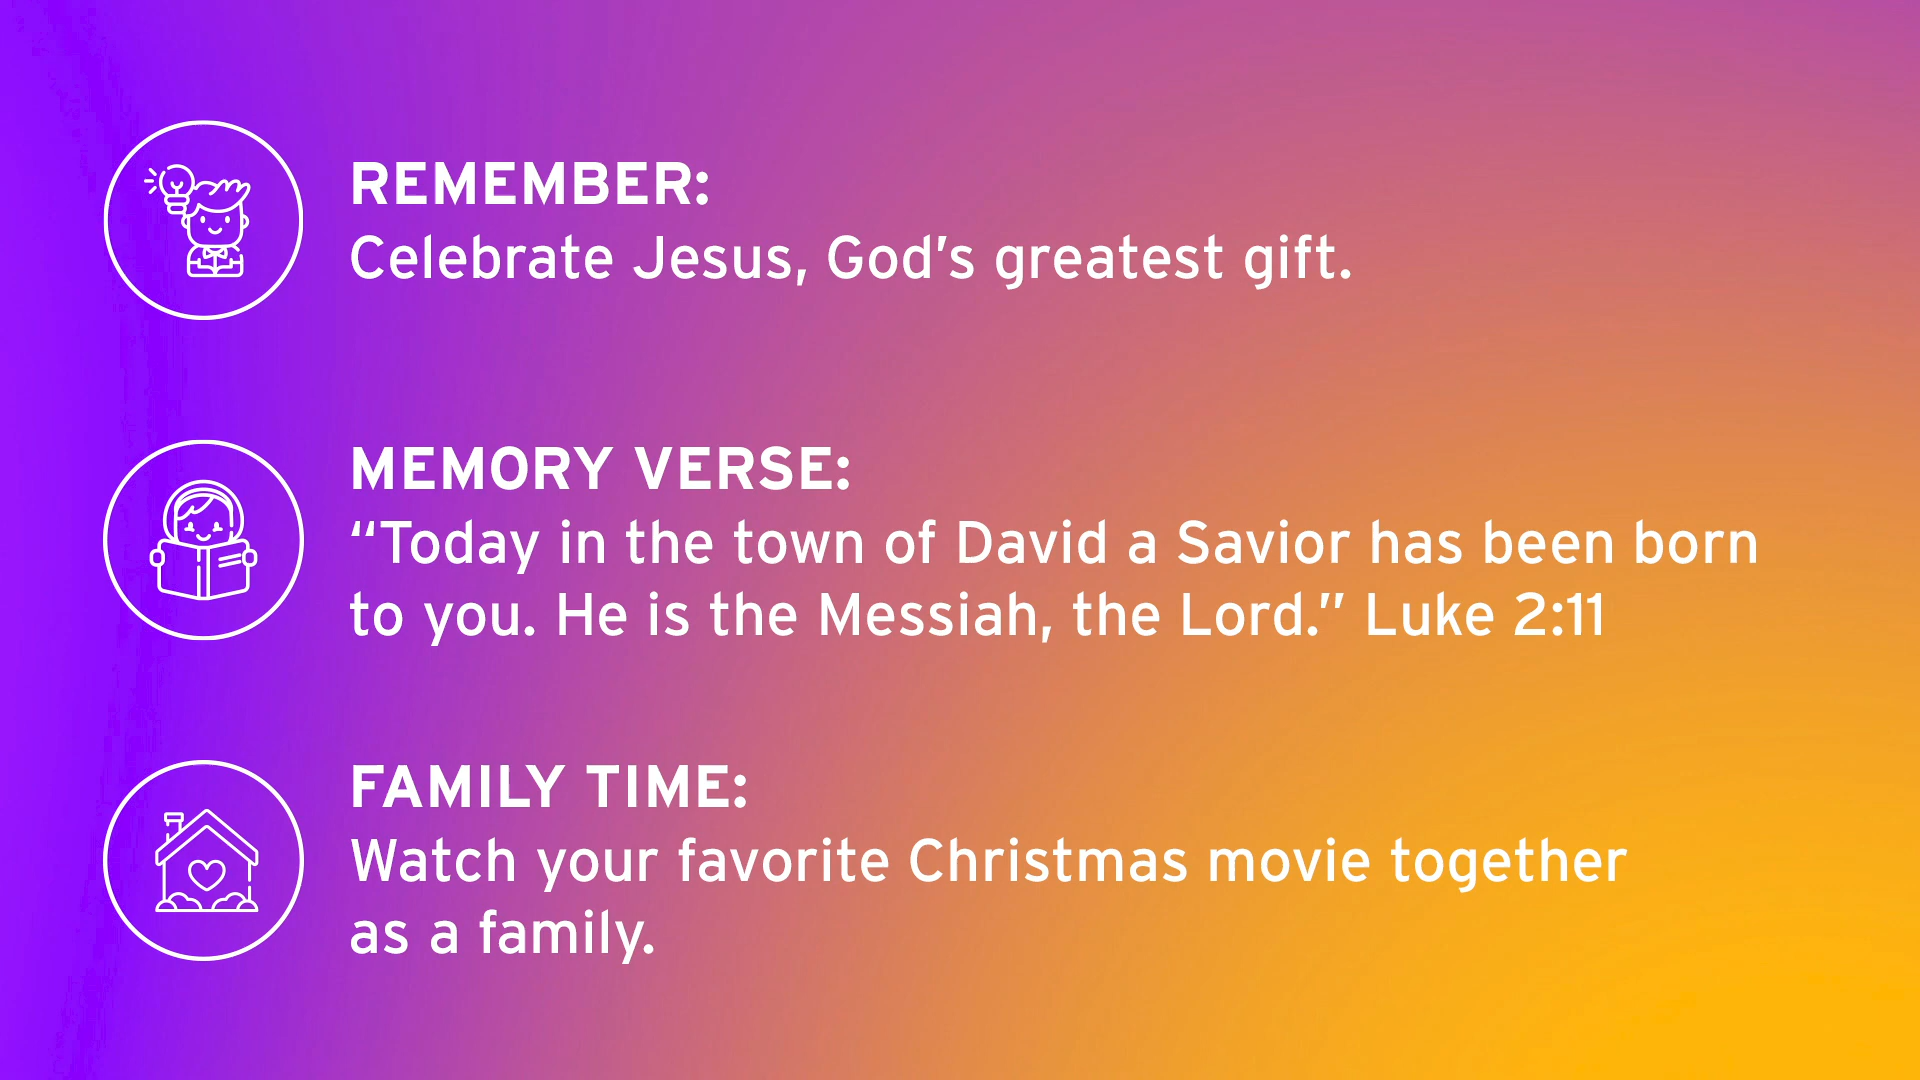 REMEMBER:
Celebrate Jesus, God’s greatest gift.
MEMORY VERSE:
“Today in the town of David a Savior has been born
to you. He is the Messiah, the Lord.” Luke 2:11
FAMILY TIME:
Watch your favorite Christmas movie together
as a family.